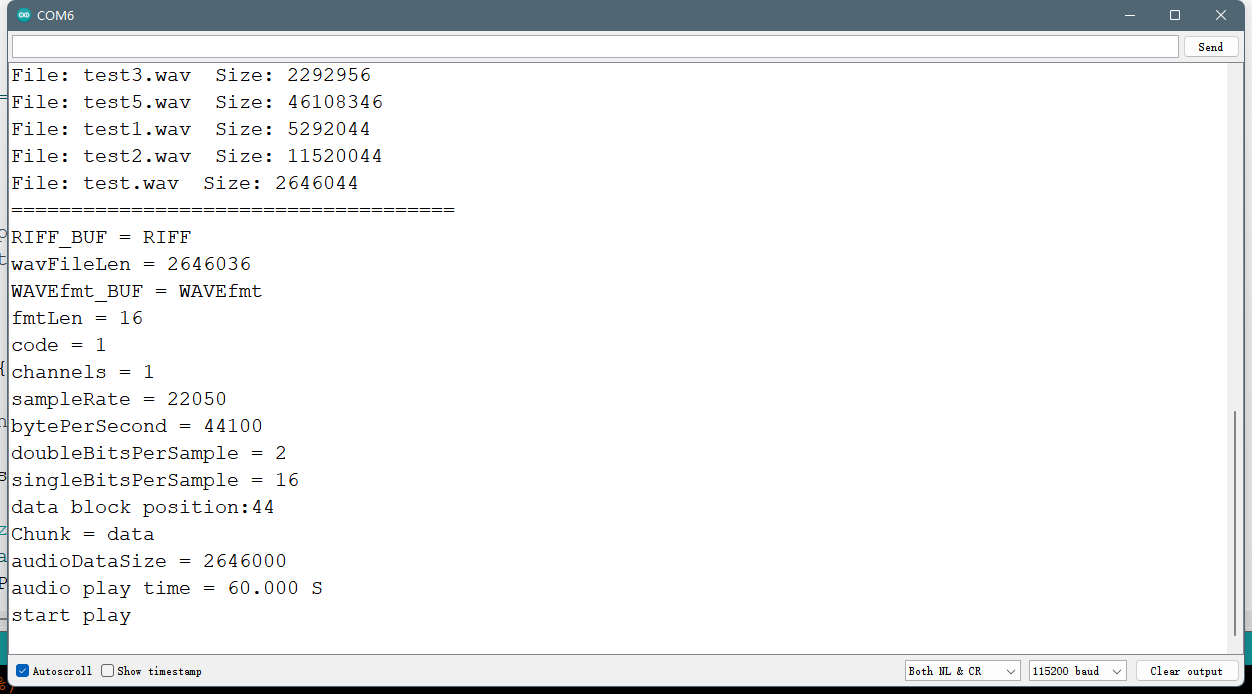 COM6
Send
File: test3.wav  Size: 2292956
File: test5.wav  Size: 46108346
File: test1.wav  Size: 5292044
File: test2.wav  Size: 11520044
File: test.wav  Size: 2646044
=====================================
RIFF_BUF = RIFF
wavFileLen = 2646036
WAVEfmt_BUF = WAVEfmt
fmtLen = 16
code = 1
channels = 1
sampleRate = 22050
bytePerSecond = 44100
doubleBitsPerSample = 2
singleBitsPerSample = 16
data block position:44
Chunk = data
audioDataSize = 2646000
audio play time = 60.000 S
start play
Autoscroll Show timestamp Both NL & CR 115200 baud Clear output